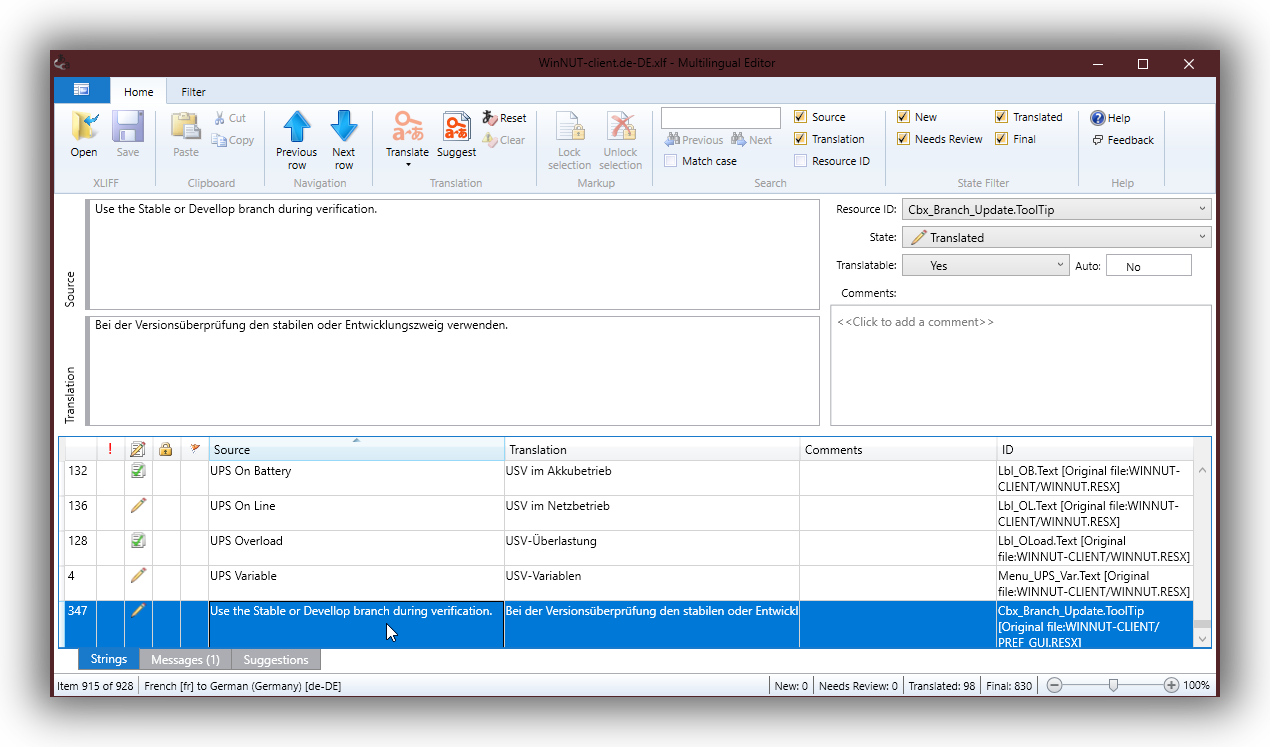 WinNUT-client.de-DE.xlf - Multilingual Editor
Home Filter
Open Save Paste Cut Copy Previous row Next row Translate Suggest Reset Clear Lock selection Unlock selection Previous Next Match case Source Translation Resource ID New Needs Review Translated Final Help Feedback
XLIFF Clipboard Navigation Translation Markup Search State Filter Help
Source
Use the Stable or Devellop branch during verification.
Translation
Bei der Versionsüberprüfung den stabilen oder Entwicklungszweig verwenden.
Resource ID: Cbx_Branch_Update.ToolTip
State: Translated
Translatable: Yes Auto: No
Comments:
<<Click to add a comment>>
! Source Translation Comments ID
132 UPS On Battery USV im Akkubetrieb Lbl_OB.Text [Original file:WINNUT-
CLIENT/WINNUT.RESX]
136 UPS On Line USV im Netzbetrieb Lbl_OL.Text [Original file:WINNUT-
CLIENT/WINNUT.RESX]
128 UPS Overload USV-Überlastung Lbl_OLoad.Text [Original
file:WINNUT-CLIENT/WINNUT.RESX]
4 UPS Variable USV-Variablen Menu_UPS_Var.Text [Original
file:WINNUT-CLIENT/WINNUT.RESX]
347 Use the Stable or Devellop branch during verification. Bei der Versionsüberprüfung den stabilen oder Entwickl Cbx_Branch_Update.ToolTip
[Original file:WINNUT-CLIENT/
PREF_GUI.RESX]
Strings Messages (1) Suggestions
Item 915 of 928 French [fr] to German (Germany) [de-DE] New: 0 Needs Review: 0 Translated: 98 Final: 830 100%